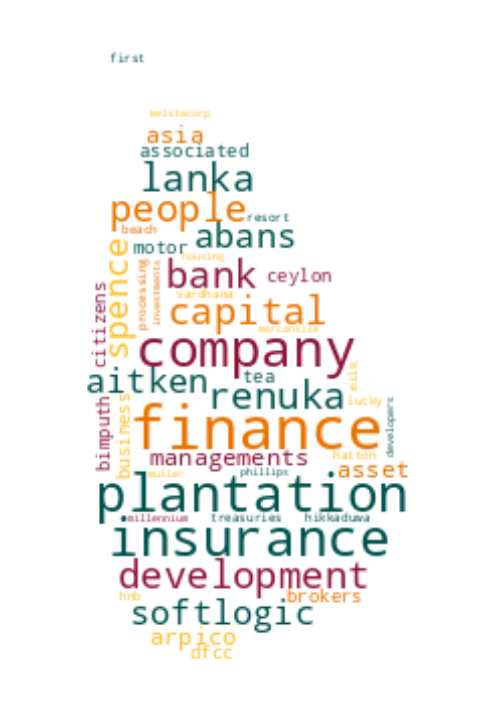 first
melstacorp
asia
associated
lanka
people
resort
beach
abans
motor
spence
housing
bank
ceylon
processing
investments
citizens
vardhana
capital
mercantile
company
aitken
tea
milk
renuka
lucky
business
bimputh
developers
finance
hatton
managements
asset
muller
phillips
plantation
millennium
treasuries
hikkaduwa
insurance
development
hnb
brokers
softlogic
arpico
dfcc